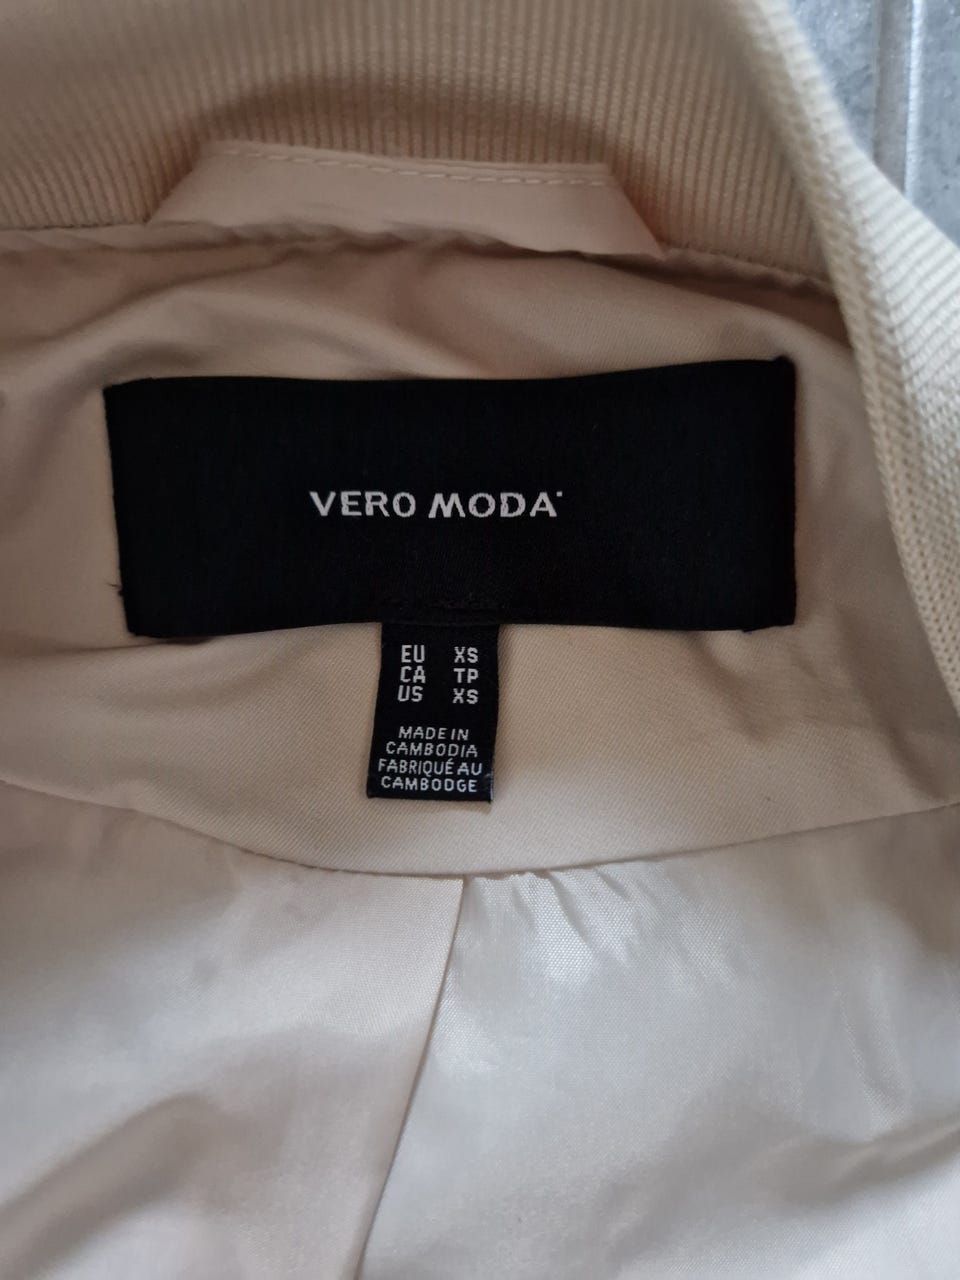 VERO MODA
EU XS
CA TP
US XS
MADE IN
CAMBODIA
FABRIQUÉ AU
CAMBODGE